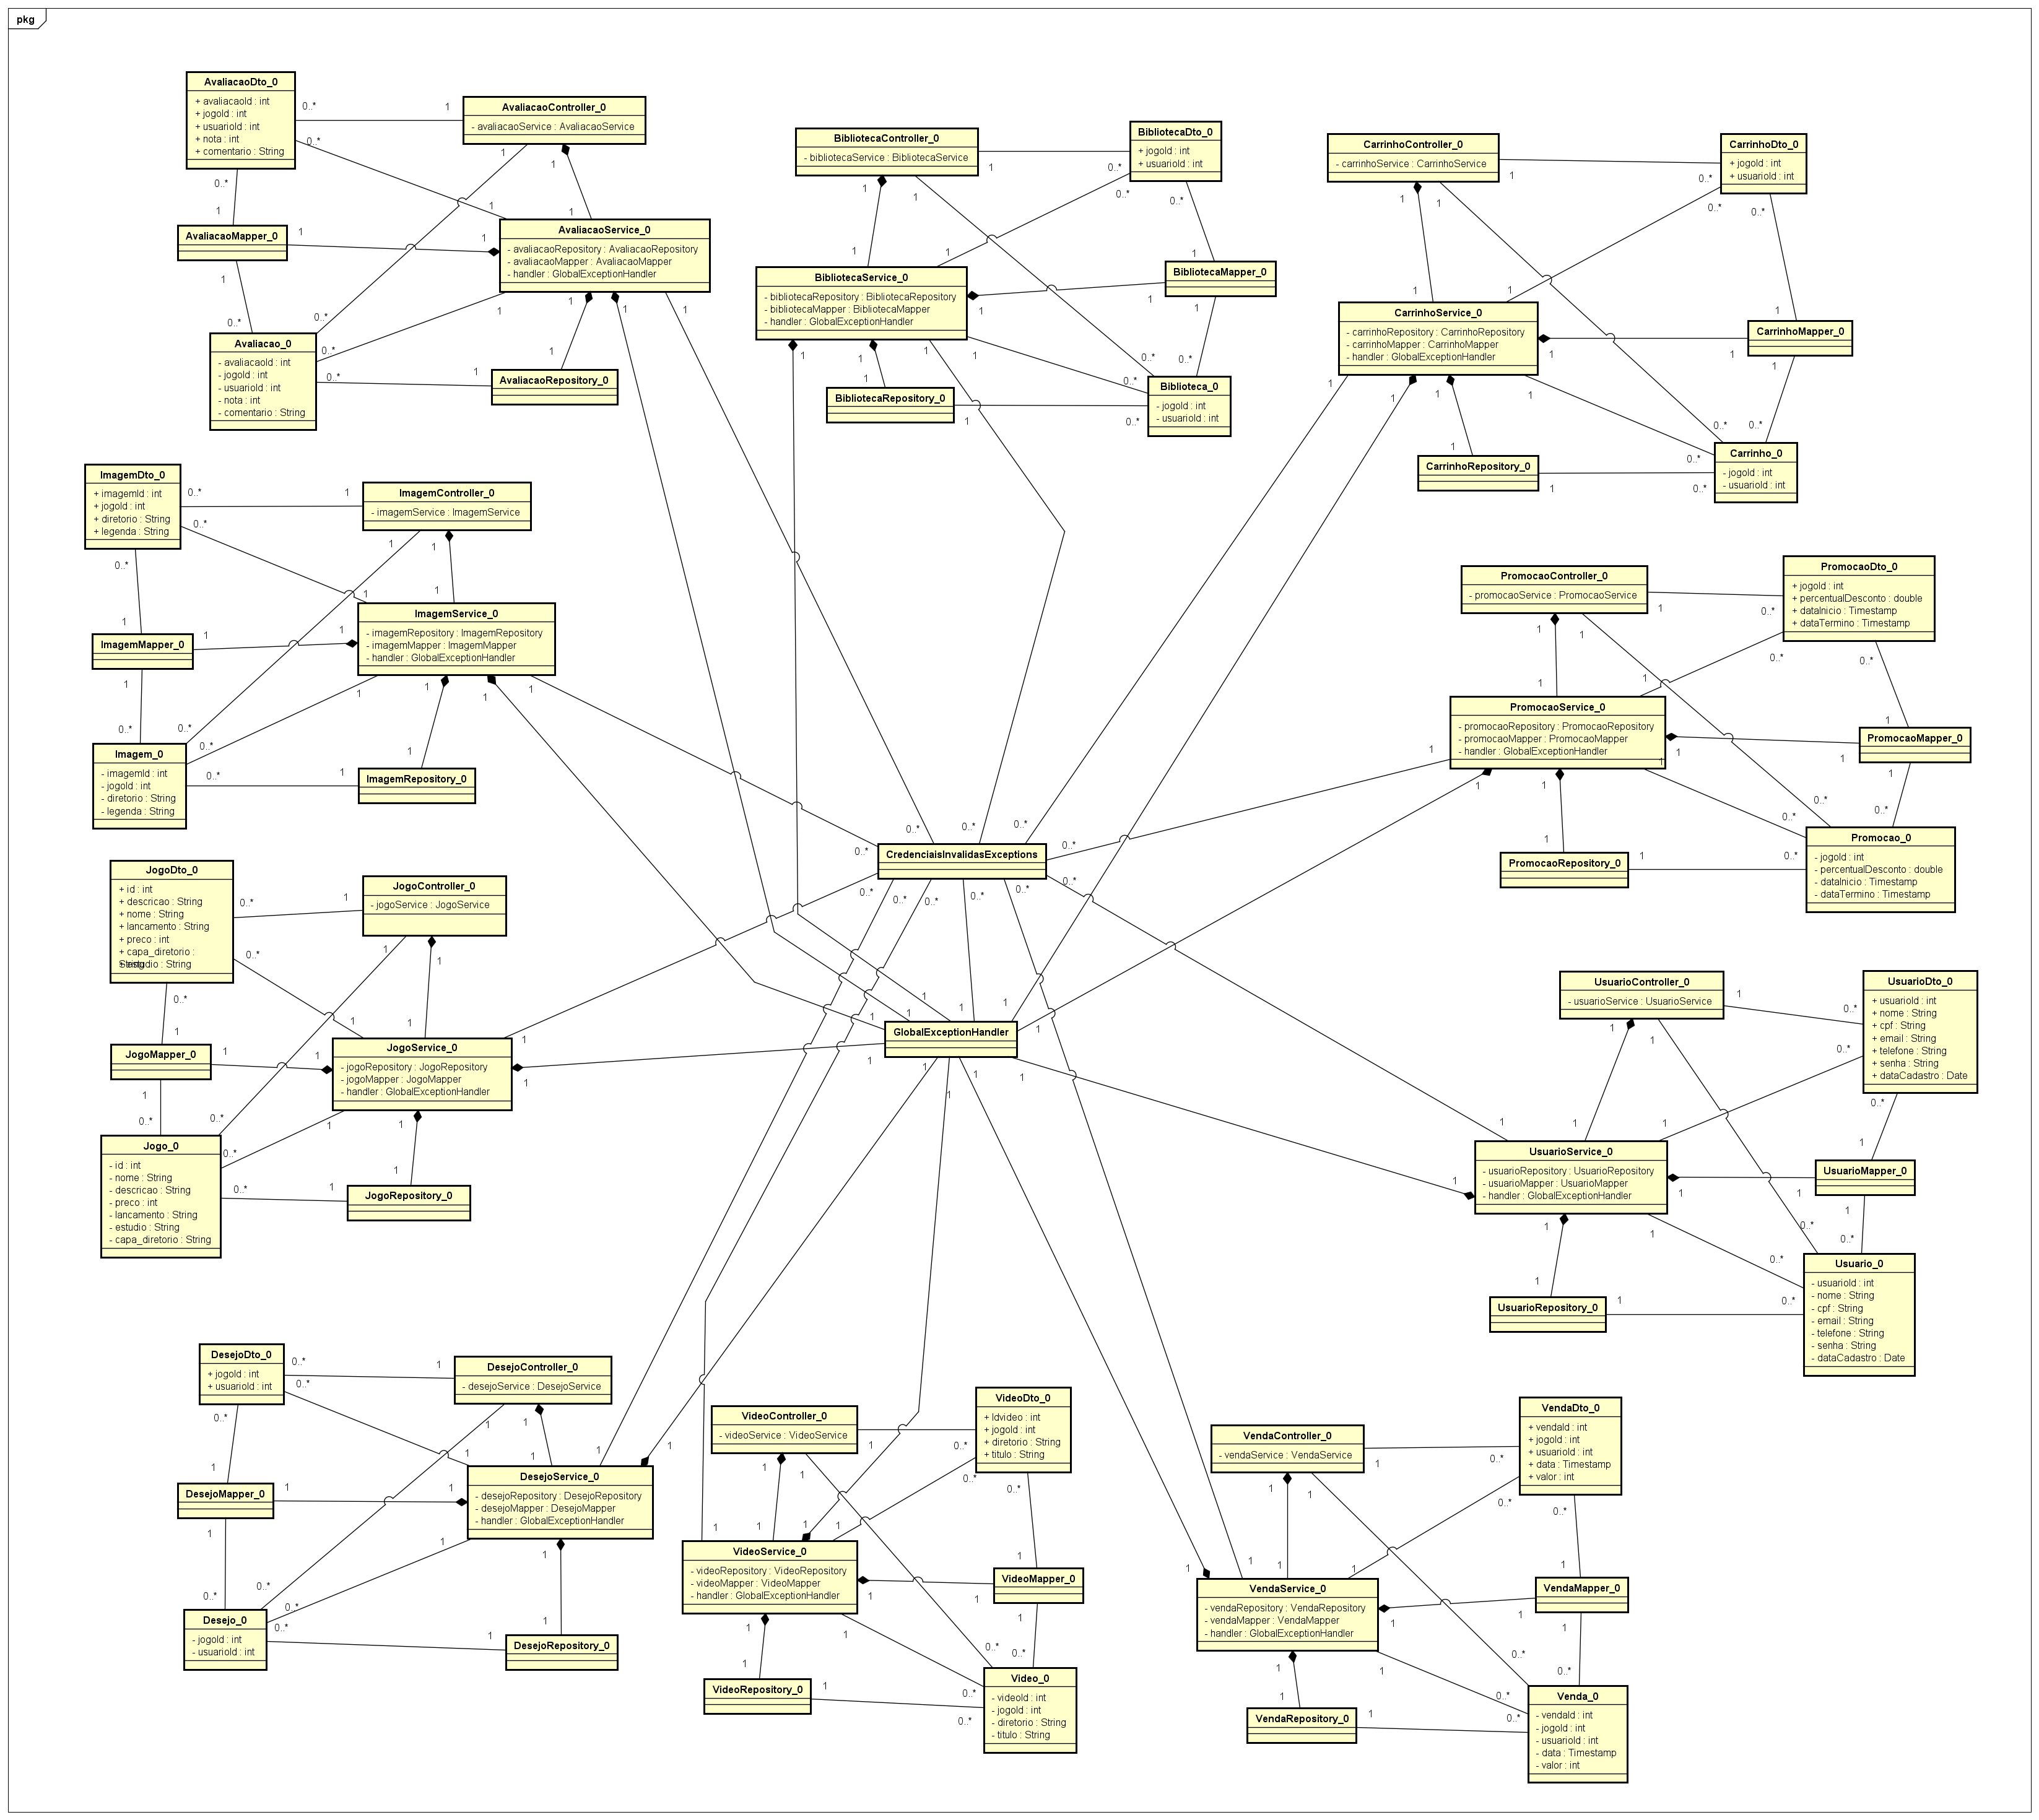 pkg
AvaliacaoDto_0
+ avaliacaoId : int
+ jogoId : int
+ usuarioId : int
+ nota : int
+ comentario : String
AvaliacaoController_0
- avaliacaoService : AvaliacaoService
AvaliacaoMapper_0
AvaliacaoService_0
- avaliacaoRepository : AvaliacaoRepository
- avaliacaoMapper : AvaliacaoMapper
- handler : GlobalExceptionHandler
Avaliacao_0
- avaliacaoId : int
- jogoId : int
- usuarioId : int
- nota : int
- comentario : String
AvaliacaoRepository_0
BibliotecaController_0
- bibliotecaService : BibliotecaService
BibliotecaDto_0
+ jogoId : int
+ usuarioId : int
BibliotecaService_0
- bibliotecaRepository : BibliotecaRepository
- bibliotecaMapper : BibliotecaMapper
- handler : GlobalExceptionHandler
BibliotecaMapper_0
BibliotecaRepository_0
Biblioteca_0
- jogoId : int
- usuarioId : int
CarrinhoController_0
- carrinhoService : CarrinhoService
CarrinhoDto_0
+ jogoId : int
+ usuarioId : int
CarrinhoService_0
- carrinhoRepository : CarrinhoRepository
- carrinhoMapper : CarrinhoMapper
- handler : GlobalExceptionHandler
CarrinhoMapper_0
CarrinhoRepository_0
Carrinho_0
- jogoId : int
- usuarioId : int
ImagemDto_0
+ imagemId : int
+ jogoId : int
+ diretorio : String
+ legenda : String
ImagemController_0
- imagemService : ImagemService
ImagemMapper_0
ImagemService_0
- imagemRepository : ImagemRepository
- imagemMapper : ImagemMapper
- handler : GlobalExceptionHandler
Imagem_0
- imagemId : int
- jogoId : int
- diretorio : String
- legenda : String
ImagemRepository_0
PromocaoController_0
- promocaoService : PromocaoService
PromocaoDto_0
+ jogoId : int
+ percentualDesconto : double
+ dataInicio : Timestamp
+ dataTermino : Timestamp
PromocaoService_0
- promocaoRepository : PromocaoRepository
- promocaoMapper : PromocaoMapper
- handler : GlobalExceptionHandler
PromocaoMapper_0
PromocaoRepository_0
Promocao_0
- jogoId : int
- percentualDesconto : double
- dataInicio : Timestamp
- dataTermino : Timestamp
CredenciaisInvalidasExceptions
GlobalExceptionHandler
JogoDto_0
+ id : int
+ descricao : String
+ nome : String
+ lancamento : String
+ preco : int
+ capa_diretorio :
String
+ estudio : String
JogoController_0
- jogoService : JogoService
JogoMapper_0
JogoService_0
- jogoRepository : JogoRepository
- jogoMapper : JogoMapper
- handler : GlobalExceptionHandler
Jogo_0
- id : int
- nome : String
- descricao : String
- preco : int
- lancamento : String
- estudio : String
- capa_diretorio : String
JogoRepository_0
UsuarioController_0
- usuarioService : UsuarioService
UsuarioDto_0
+ usuarioId : int
+ nome : String
+ cpf : String
+ email : String
+ telefone : String
+ senha : String
+ dataCadastro : Date
UsuarioService_0
- usuarioRepository : UsuarioRepository
- usuarioMapper : UsuarioMapper
- handler : GlobalExceptionHandler
UsuarioMapper_0
UsuarioRepository_0
Usuario_0
- usuarioId : int
- nome : String
- cpf : String
- email : String
- telefone : String
- senha : String
- dataCadastro : Date
DesejoDto_0
+ jogoId : int
+ usuarioId : int
DesejoController_0
- desejoService : DesejoService
DesejoMapper_0
DesejoService_0
- desejoRepository : DesejoRepository
- desejoMapper : DesejoMapper
- handler : GlobalExceptionHandler
Desejo_0
- jogoId : int
- usuarioId : int
DesejoRepository_0
VideoController_0
- videoService : VideoService
VideoDto_0
+ Idvideo : int
+ jogoId : int
+ diretorio : String
+ titulo : String
VideoService_0
- videoRepository : VideoRepository
- videoMapper : VideoMapper
- handler : GlobalExceptionHandler
VideoMapper_0
VideoRepository_0
Video_0
- videoId : int
- jogoId : int
- diretorio : String
- titulo : String
VendaController_0
- vendaService : VendaService
VendaDto_0
+ vendaId : int
+ jogoId : int
+ usuarioId : int
+ data : Timestamp
+ valor : int
VendaService_0
- vendaRepository : VendaRepository
- vendaMapper : VendaMapper
- handler : GlobalExceptionHandler
VendaMapper_0
VendaRepository_0
Venda_0
- vendaId : int
- jogoId : int
- usuarioId : int
- data : Timestamp
- valor : int